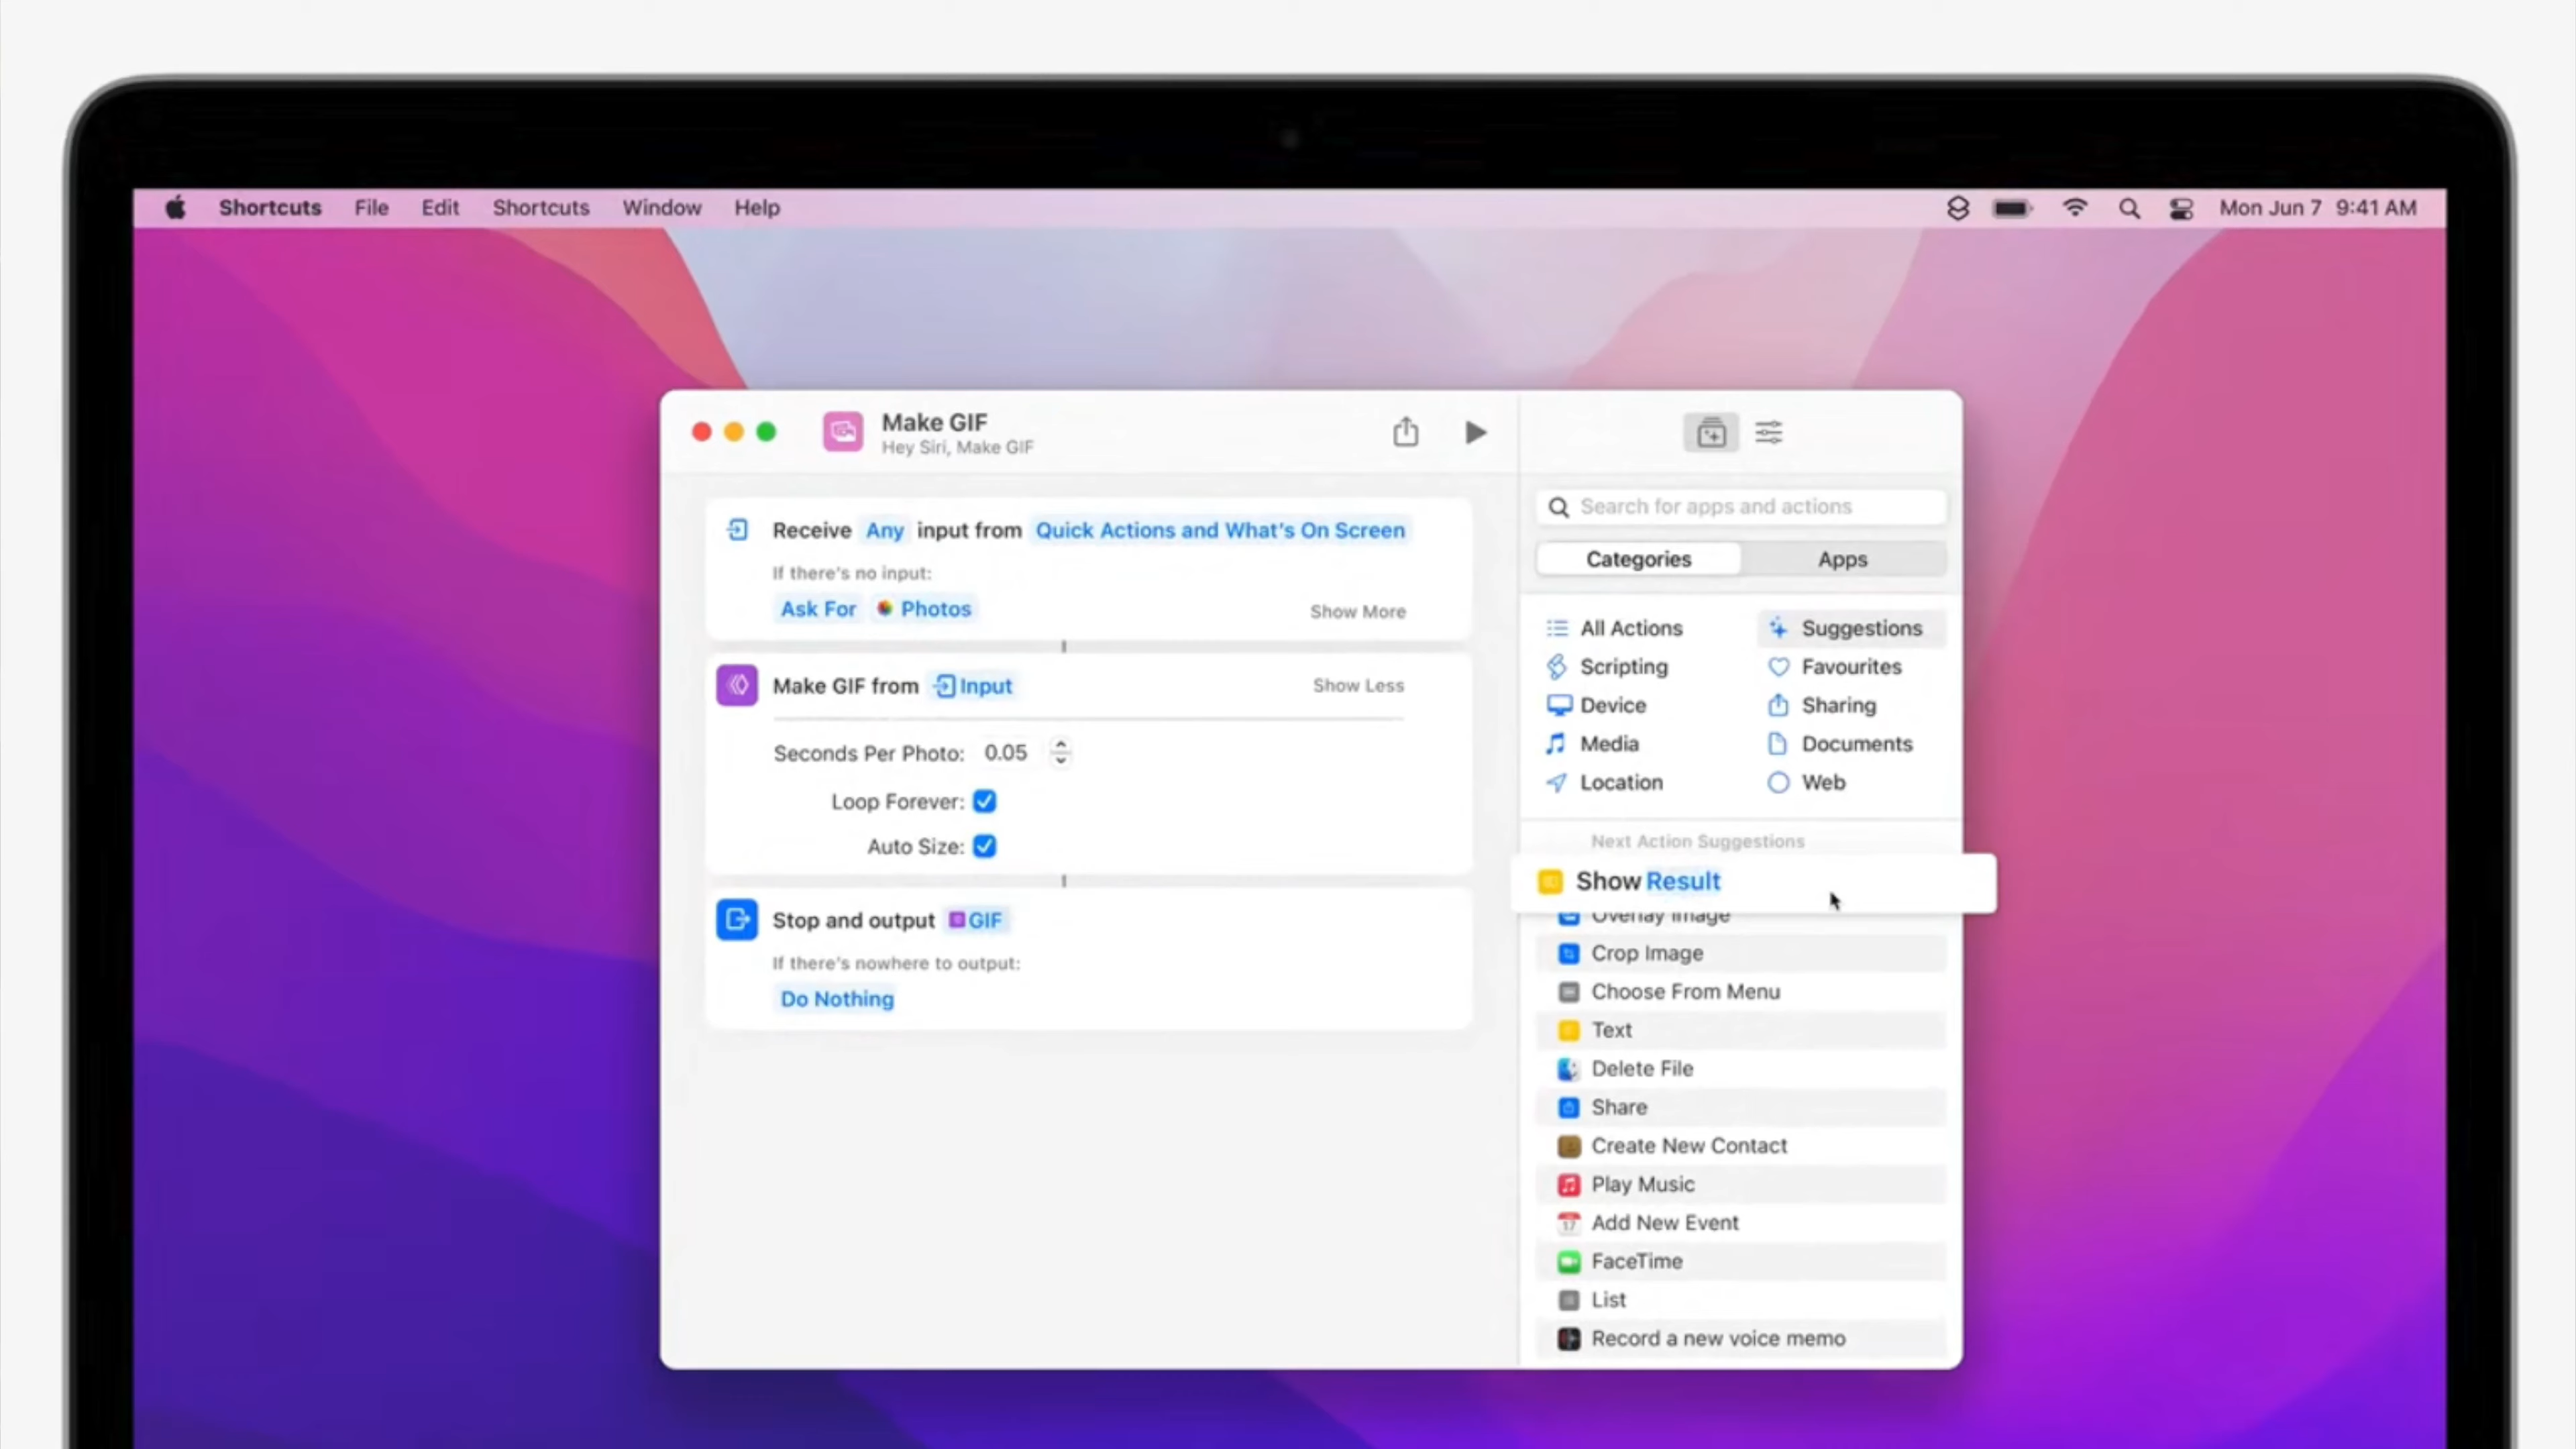 Shortcuts File Edit Shortcuts Window Help Mon Jun 7 9:41 AM
Make GIF
Hey Siri, Make GIF
Receive Any input from Quick Actions and What's On Screen
If there's no input:
Ask For Photos Show More
Make GIF from Input Show Less
Seconds Per Photo: 0.05
Loop Forever:
Auto Size:
Stop and output GIF
If there's nowhere to output:
Do Nothing
Search for apps and actions
Categories Apps
All Actions Suggestions
Scripting Favourites
Device Sharing
Media Documents
Location Web
Next Action Suggestions
Show Result
Overlay Image
Crop Image
Choose From Menu
Text
Delete File
Share
Create New Contact
Play Music
17
Add New Event
FaceTime
List
Record a new voice memo